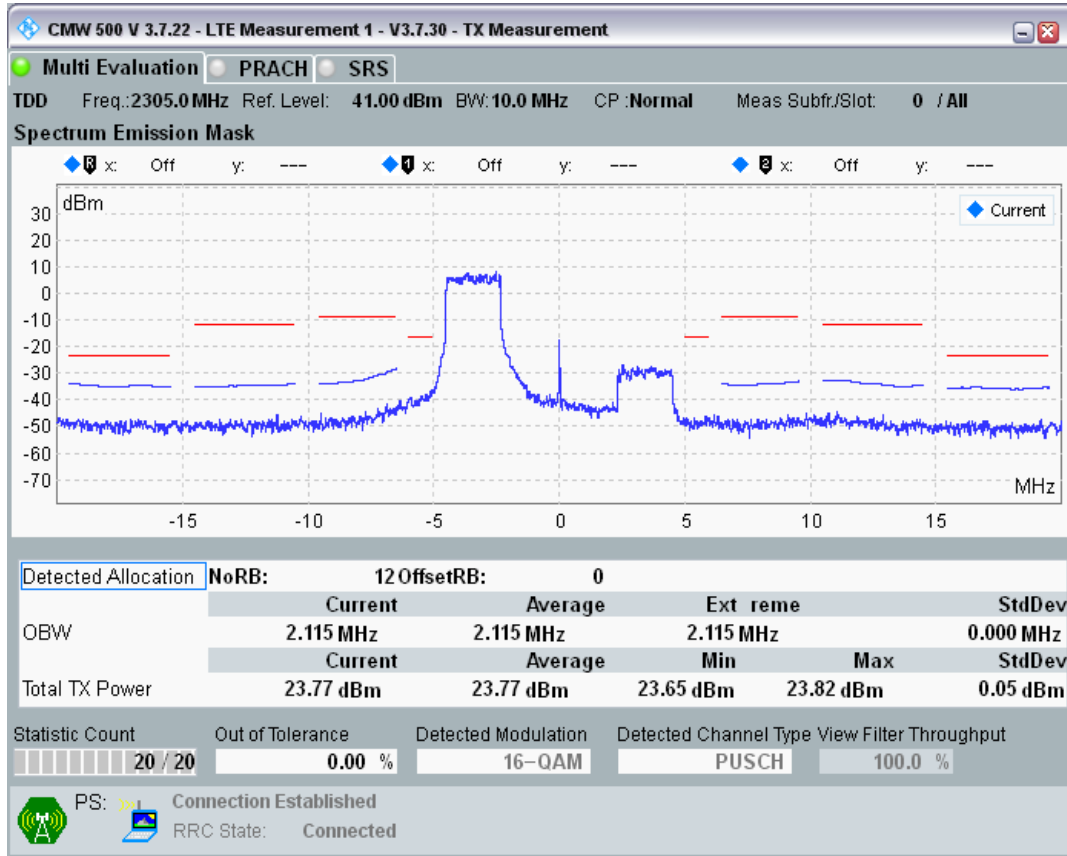 CMW 500 V 3.7.22 - LTE Measurement 1 - V3.7.30 - TX Measurement
Multi Evaluation PRACH SRS
TDD Freq.:2305.0 MHz Ref. Level: 41.00 dBm BW:10.0 MHz CP :Normal Meas Subfr./Slot: 0 / All
Spectrum Emission Mask
R x: Off y: --- 1 x: Off y: --- 2 x: Off y: ---
dBm
Current
30
20
10
0
-10
-20
-30
-40
-50
-60
-70
MHz
-15 -10 -5 0 5 10 15
Detected Allocation NoRB: 12 OffsetRB: 0
Current Average Ext reme StdDev
OBW 2.115 MHz 2.115 MHz 2.115 MHz 0.000 MHz
Current Average Min Max StdDev
Total TX Power 23.77 dBm 23.77 dBm 23.65 dBm 23.82 dBm 0.05 dBm
Statistic Count Out of Tolerance Detected Modulation Detected Channel Type View Filter Throughput
20 / 20 0.00 % 16-QAM PUSCH 100.0 %
PS: Connection Established
RRC State: Connected